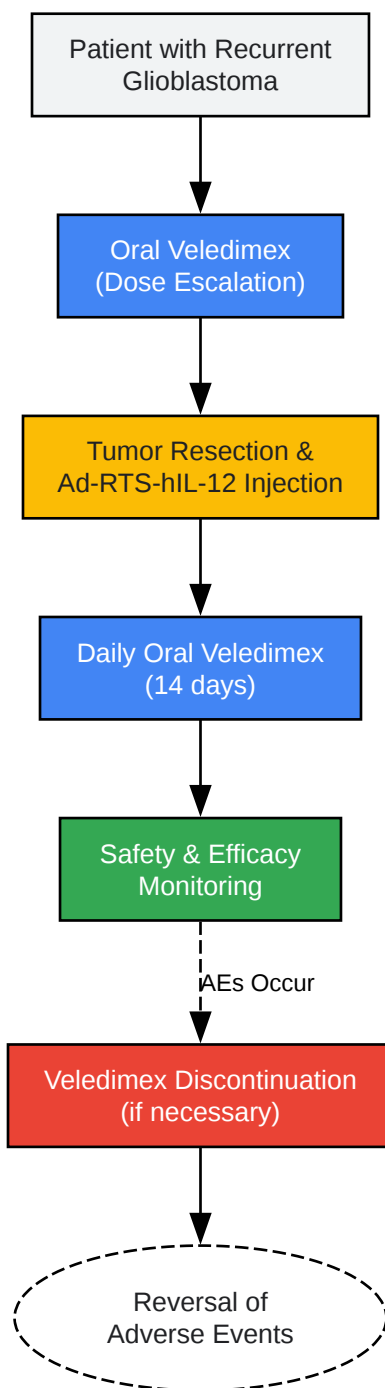 Patient with Recurrent
Glioblastoma
Oral Veledimex
(Dose Escalation)
Tumor Resection &
Ad-RTS-hIL-12 Injection
Daily Oral Veledimex
(14 days)
Safety & Efficacy
Monitoring
AEs Occur
Veledimex Discontinuation
(if necessary)
Reversal of
Adverse Events